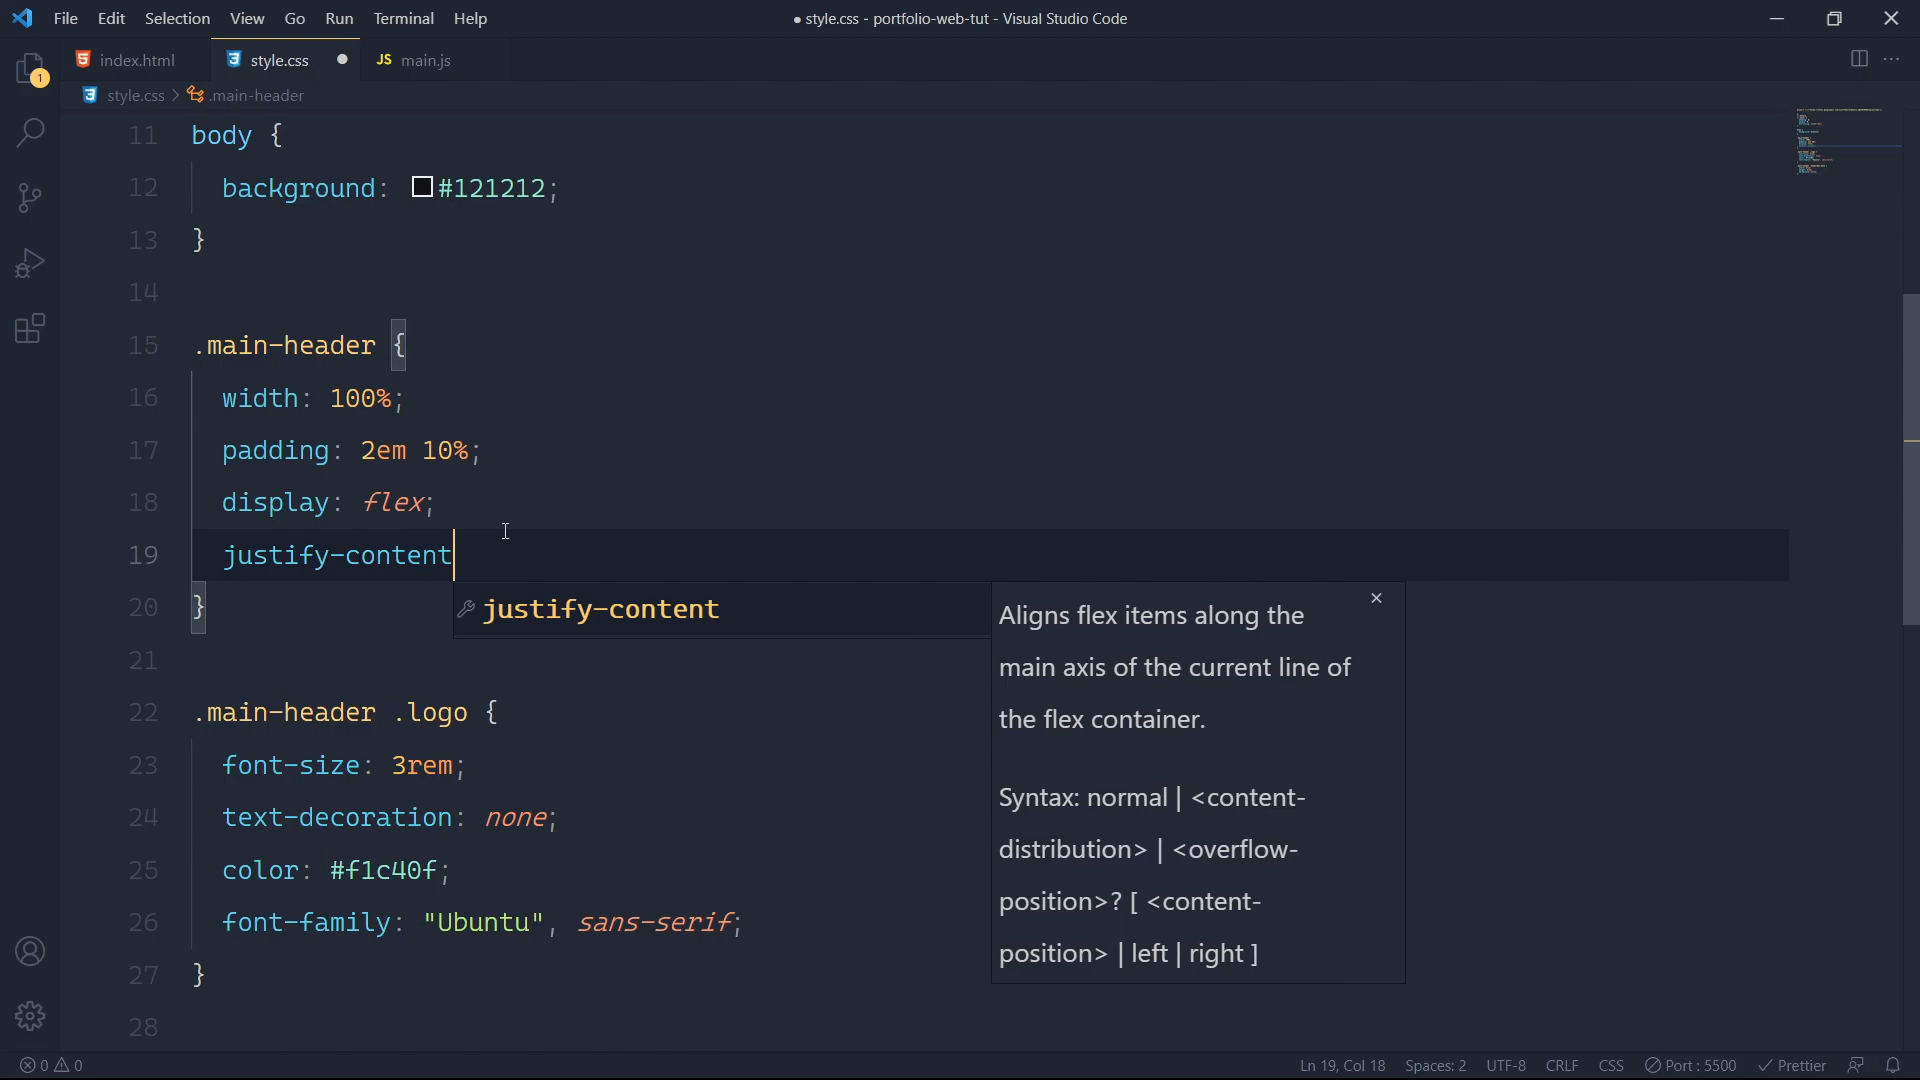 File Edit Selection View Go Run Terminal Help
● style.css - portfolio-web-tut - Visual Studio Code
index.html
style.css
JS main.js
style.css > .main-header
1
11 body {
12 background: #121212;
13 }
14
15 .main-header {
16 width: 100%;
17 padding: 2em 10%;
18 display: flex;
19 justify-content
20 }
justify-content
Aligns flex items along the
main axis of the current line of
the flex container.
Syntax: normal | <content-
distribution> | <overflow-
position>? [ <content-
position> | left | right ]
21
22 .main-header .logo {
23 font-size: 3rem;
24 text-decoration: none;
25 color: #f1c40f;
26 font-family: "Ubuntu", sans-serif;
27 }
28
0 0
Ln 19, Col 18 Spaces: 2 UTF-8 CRLF CSS Port : 5500 Prettier